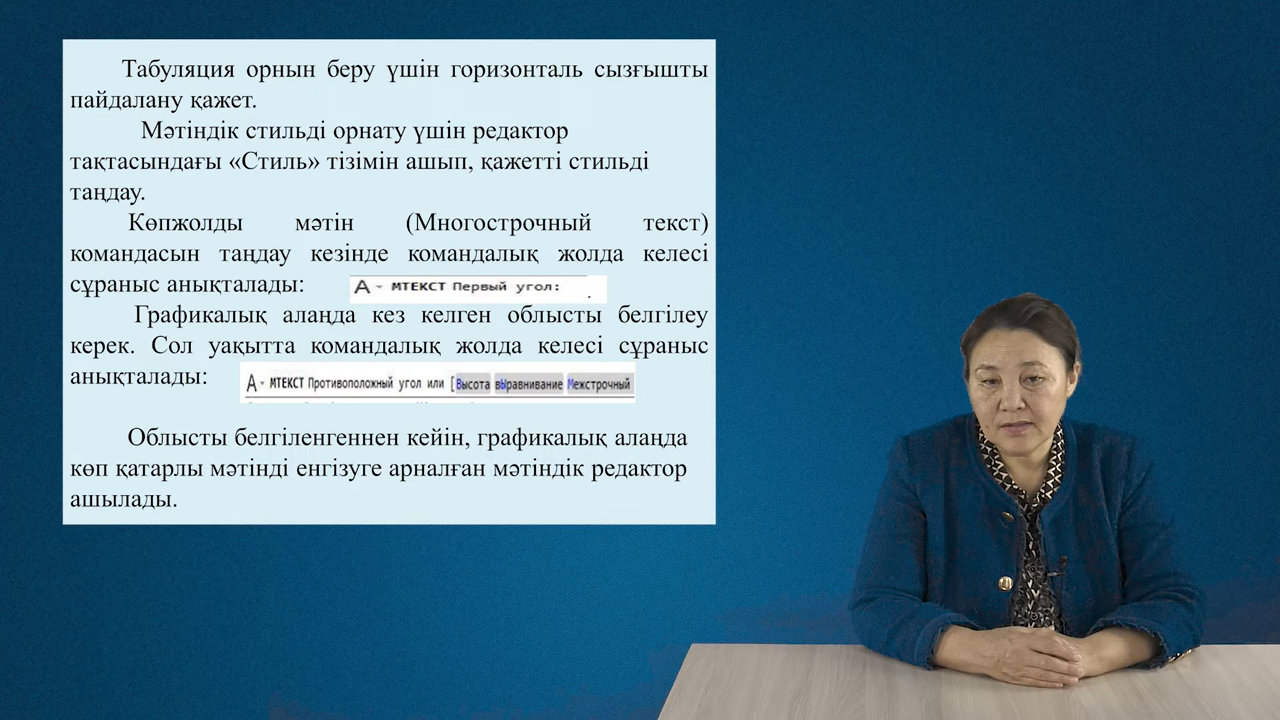 Табуляция орнын беру үшін горизонталь сызғышты
пайдалану қажет.
Мәтіндік стильді орнату үшін редактор
тақтасындағы «Стиль» тізімін ашып, қажетті стильді
таңдау.
Көпжолды мәтін (Многострочный текст)
командасын таңдау кезінде командалық жолда келесі
сұраныс анықталады: A - МТЕКСТ Первый угол: .
Графикалық алаңда кез келген облысты белгілеу
керек. Сол уақытта командалық жолда келесі сұраныс
анықталады: A - МТЕКСТ Противоположный угол или [Высота вЫравнивание Межстрочный
Облысты белгіленгеннен кейін, графикалық алаңда
көп қатарлы мәтінді енгізуге арналған мәтіндік редактор
ашылады.